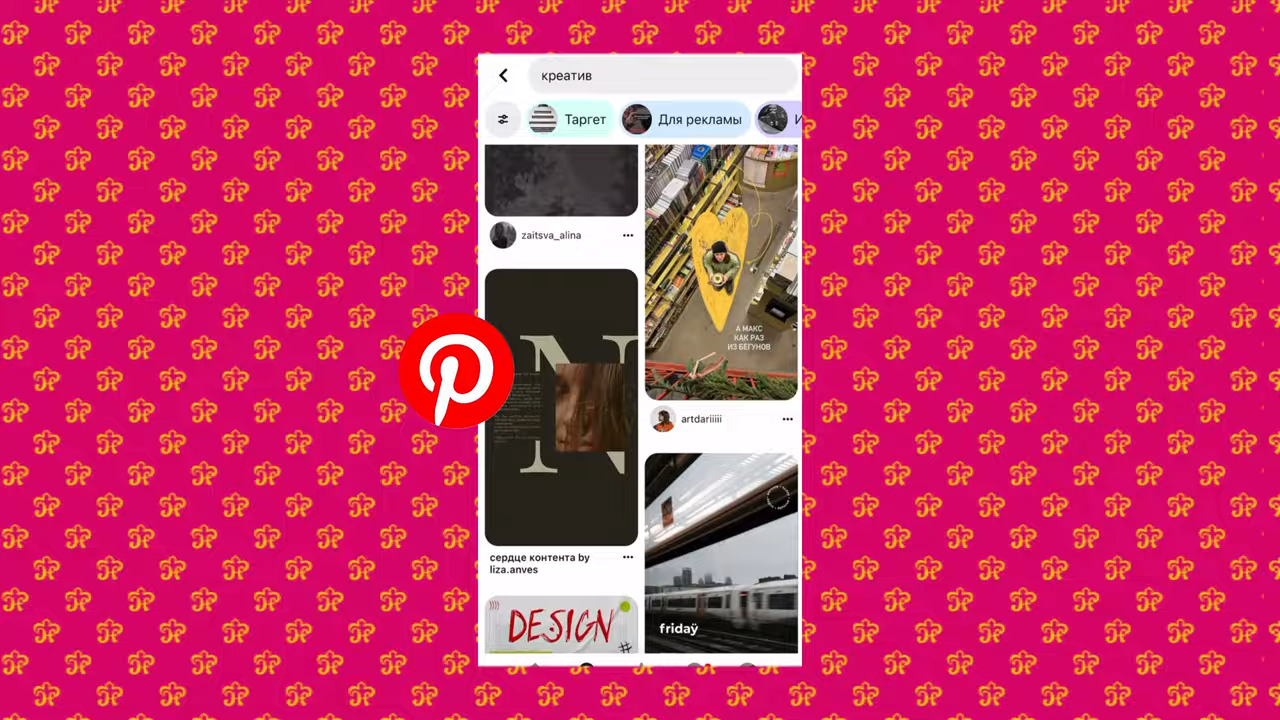 креатив
Таргет
Для рекламы
zaitsva_alina
А МАКС
КАК РАЗ
ИЗ БЕГУНОВ
artdariiiii
N
сердце контента by
liza.anves
DESIGN
fridaÿ